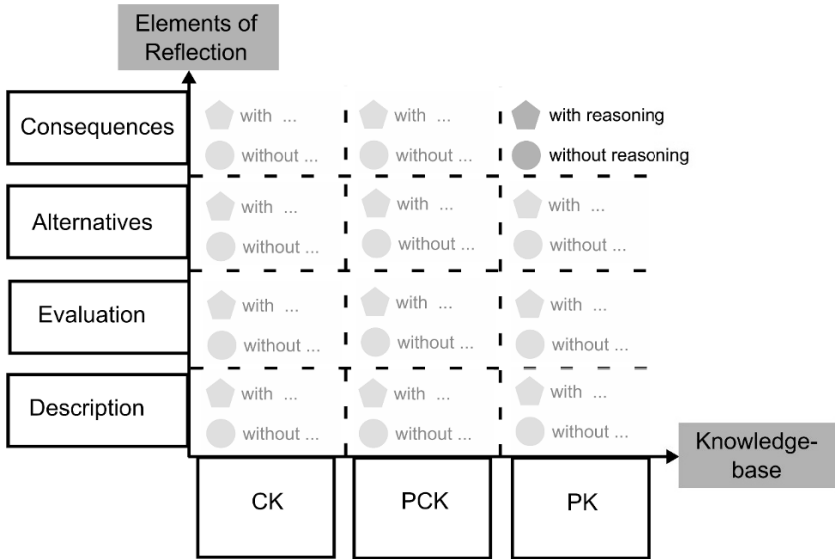 Elements of
Reflection
Consequences
with ...
with ...
with reasoning
without ...
without ...
without reasoning
Alternatives
with ...
with ...
with ...
without ...
without ...
without ...
Evaluation
with ...
with ...
with ...
without ...
without ...
without ...
Description
with ...
with ...
with ...
without ...
without ...
without ...
Knowledge-
base
CK
PCK
PK